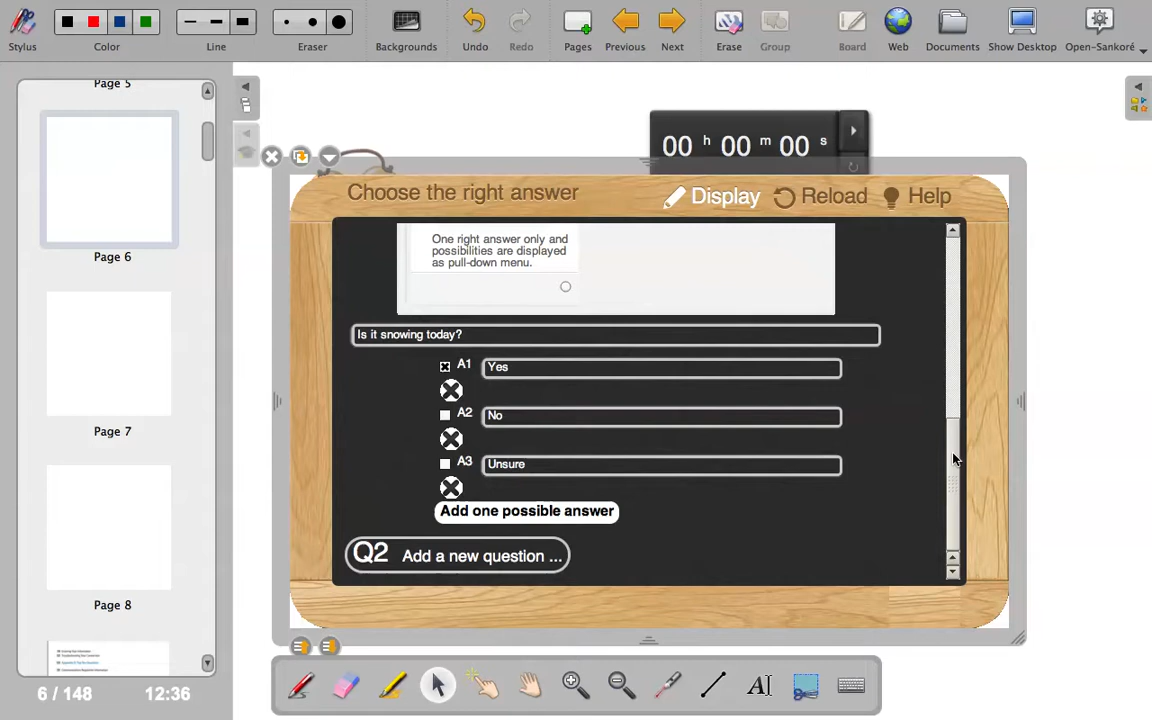 Stylus
Color
Line
Eraser
Backgrounds
Undo
Redo
Pages
Previous
Next
Erase
Group
Board
Web
Documents
Show Desktop
Open-Sankoré
Page 5
Page 6
Page 7
Page 8
6 / 148
12:36
00 h 00 m 00 s
Choose the right answer
Display
Reload
Help
One right answer only and
possibilities are displayed
as pull-down menu.
Is it snowing today?
A1 Yes
A2 No
A3 Unsure
Add one possible answer
Q2 Add a new question ...